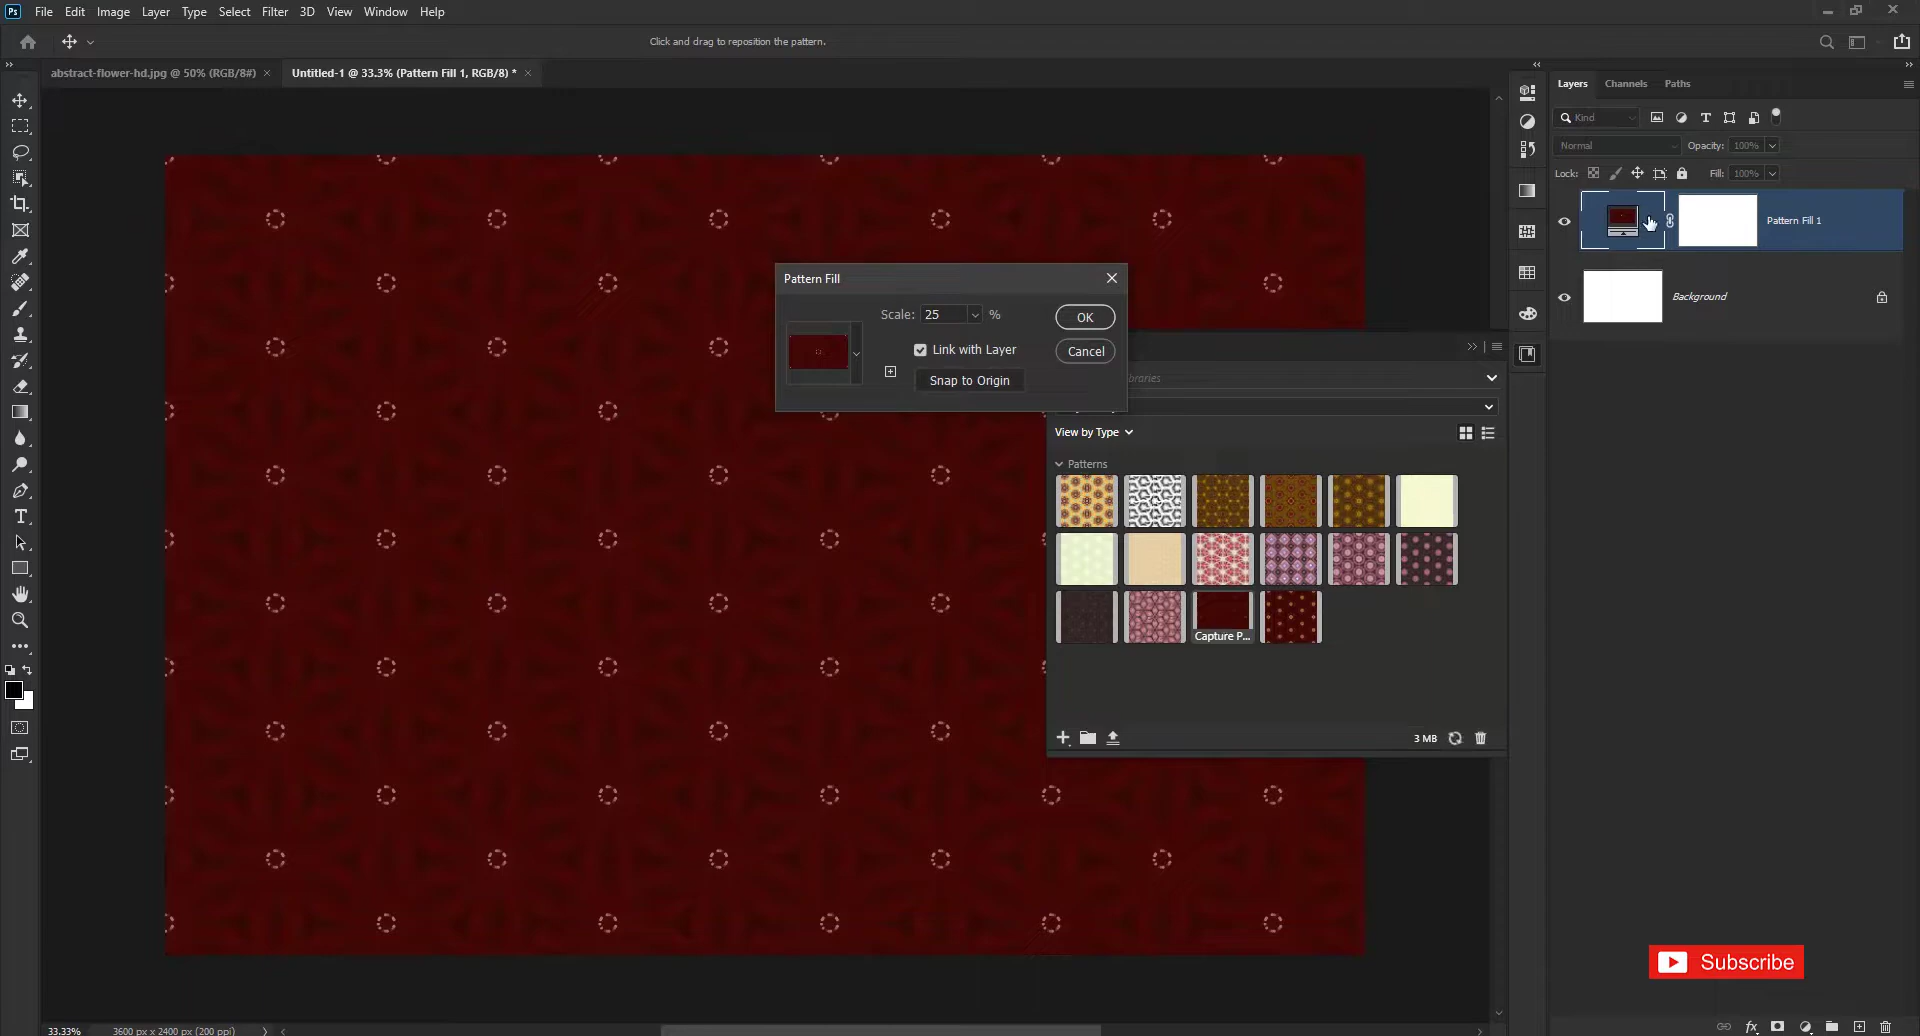 Ps File Edit Image Layer Type Select Filter 3D View Window Help
Click and drag to reposition the pattern.
abstract-flower-hd.jpg @ 50% (RGB/8#) ×
Untitled-1 @ 33.3% (Pattern Fill 1, RGB/8) * ×
Layers Channels Paths
Kind
Normal Opacity: 100%
Lock: Fill: 100%
Pattern Fill 1
Background
Pattern Fill
Scale: 25 %
OK
Link with Layer
Cancel
Snap to Origin
braries
View by Type
Patterns
Capture P...
3 MB
Subscribe
33.33% 3600 px x 2400 px (200 ppi)